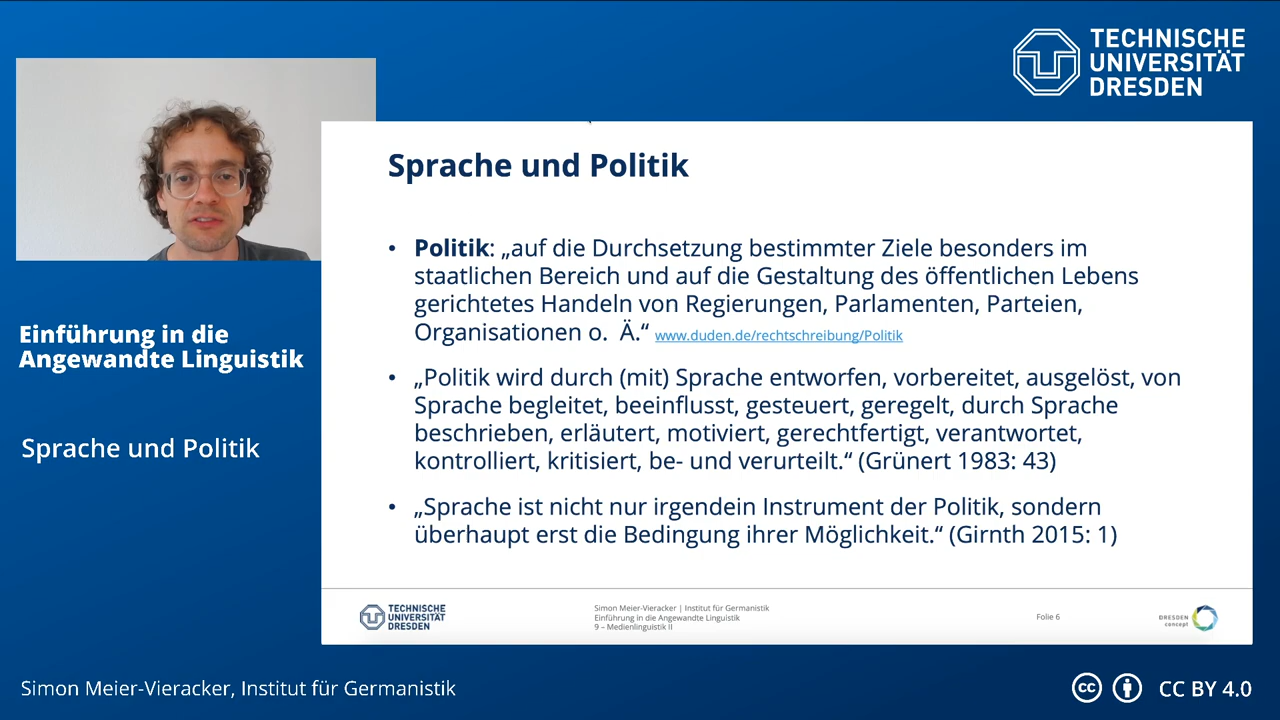 TECHNISCHE
UNIVERSITÄT
DRESDEN
Einführung in die
Angewandte Linguistik
Sprache und Politik
Sprache und Politik
• Politik: „auf die Durchsetzung bestimmter Ziele besonders im
staatlichen Bereich und auf die Gestaltung des öffentlichen Lebens
gerichtetes Handeln von Regierungen, Parlamenten, Parteien,
Organisationen o. Ä.“ www.duden.de/rechtschreibung/Politik
• „Politik wird durch (mit) Sprache entworfen, vorbereitet, ausgelöst, von
Sprache begleitet, beeinflusst, gesteuert, geregelt, durch Sprache
beschrieben, erläutert, motiviert, gerechtfertigt, verantwortet,
kontrolliert, kritisiert, be- und verurteilt.“ (Grünert 1983: 43)
• „Sprache ist nicht nur irgendein Instrument der Politik, sondern
überhaupt erst die Bedingung ihrer Möglichkeit.“ (Girnth 2015: 1)
TECHNISCHE
UNIVERSITÄT
DRESDEN
Simon Meier-Vieracker | Institut für Germanistik
Einführung in die Angewandte Linguistik
9 – Medienlinguistik II
Folie 6
DRESDEN
concept
Simon Meier-Vieracker, Institut für Germanistik
cc
CC BY 4.0